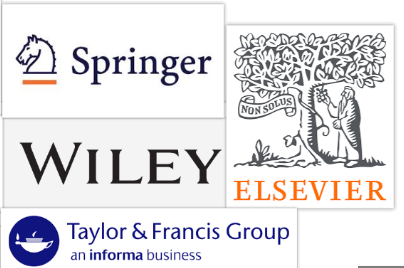 Springer
NON SOLUS
WILEY
ELSEVIER
Taylor & Francis Group
an informa business